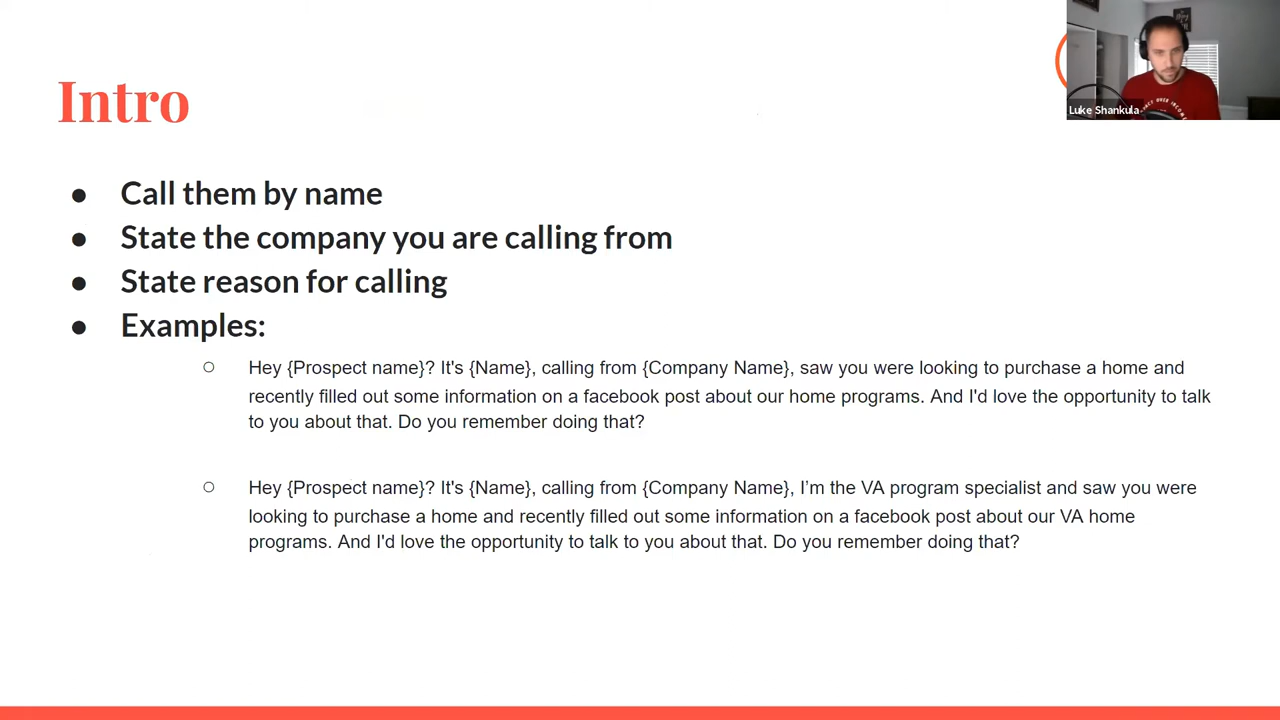 Intro
Luke Shankula
● Call them by name
● State the company you are calling from
● State reason for calling
● Examples:
○ Hey {Prospect name}? It's {Name}, calling from {Company Name}, saw you were looking to purchase a home and
recently filled out some information on a facebook post about our home programs. And I'd love the opportunity to talk
to you about that. Do you remember doing that?
○ Hey {Prospect name}? It's {Name}, calling from {Company Name}, I’m the VA program specialist and saw you were
looking to purchase a home and recently filled out some information on a facebook post about our VA home
programs. And I'd love the opportunity to talk to you about that. Do you remember doing that?